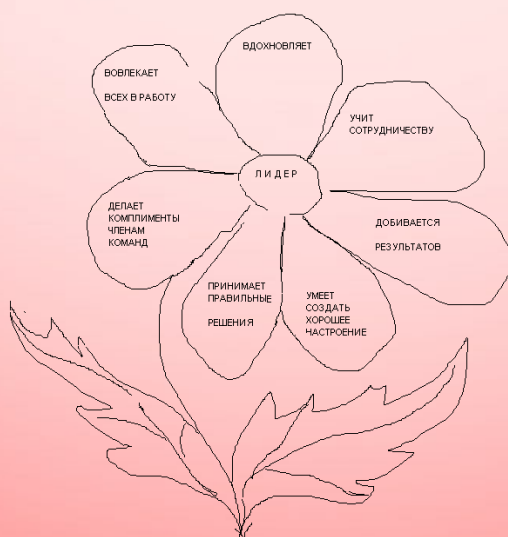 ВДОХНОВЛЯЕТ
ВОВЛЕКАЕТ
ВСЕХ В РАБОТУ
УЧИТ
СОТРУДНИЧЕСТВУ
ЛИДЕР
ДЕЛАЕТ
КОМПЛИМЕНТЫ
ЧЛЕНАМ
КОМАНД
ДОБИВАЕТСЯ
РЕЗУЛЬТАТОВ
ПРИНИМАЕТ
ПРАВИЛЬНЫЕ
РЕШЕНИЯ
УМЕЕТ
СОЗДАТЬ
ХОРОШЕЕ
НАСТРОЕНИЕ